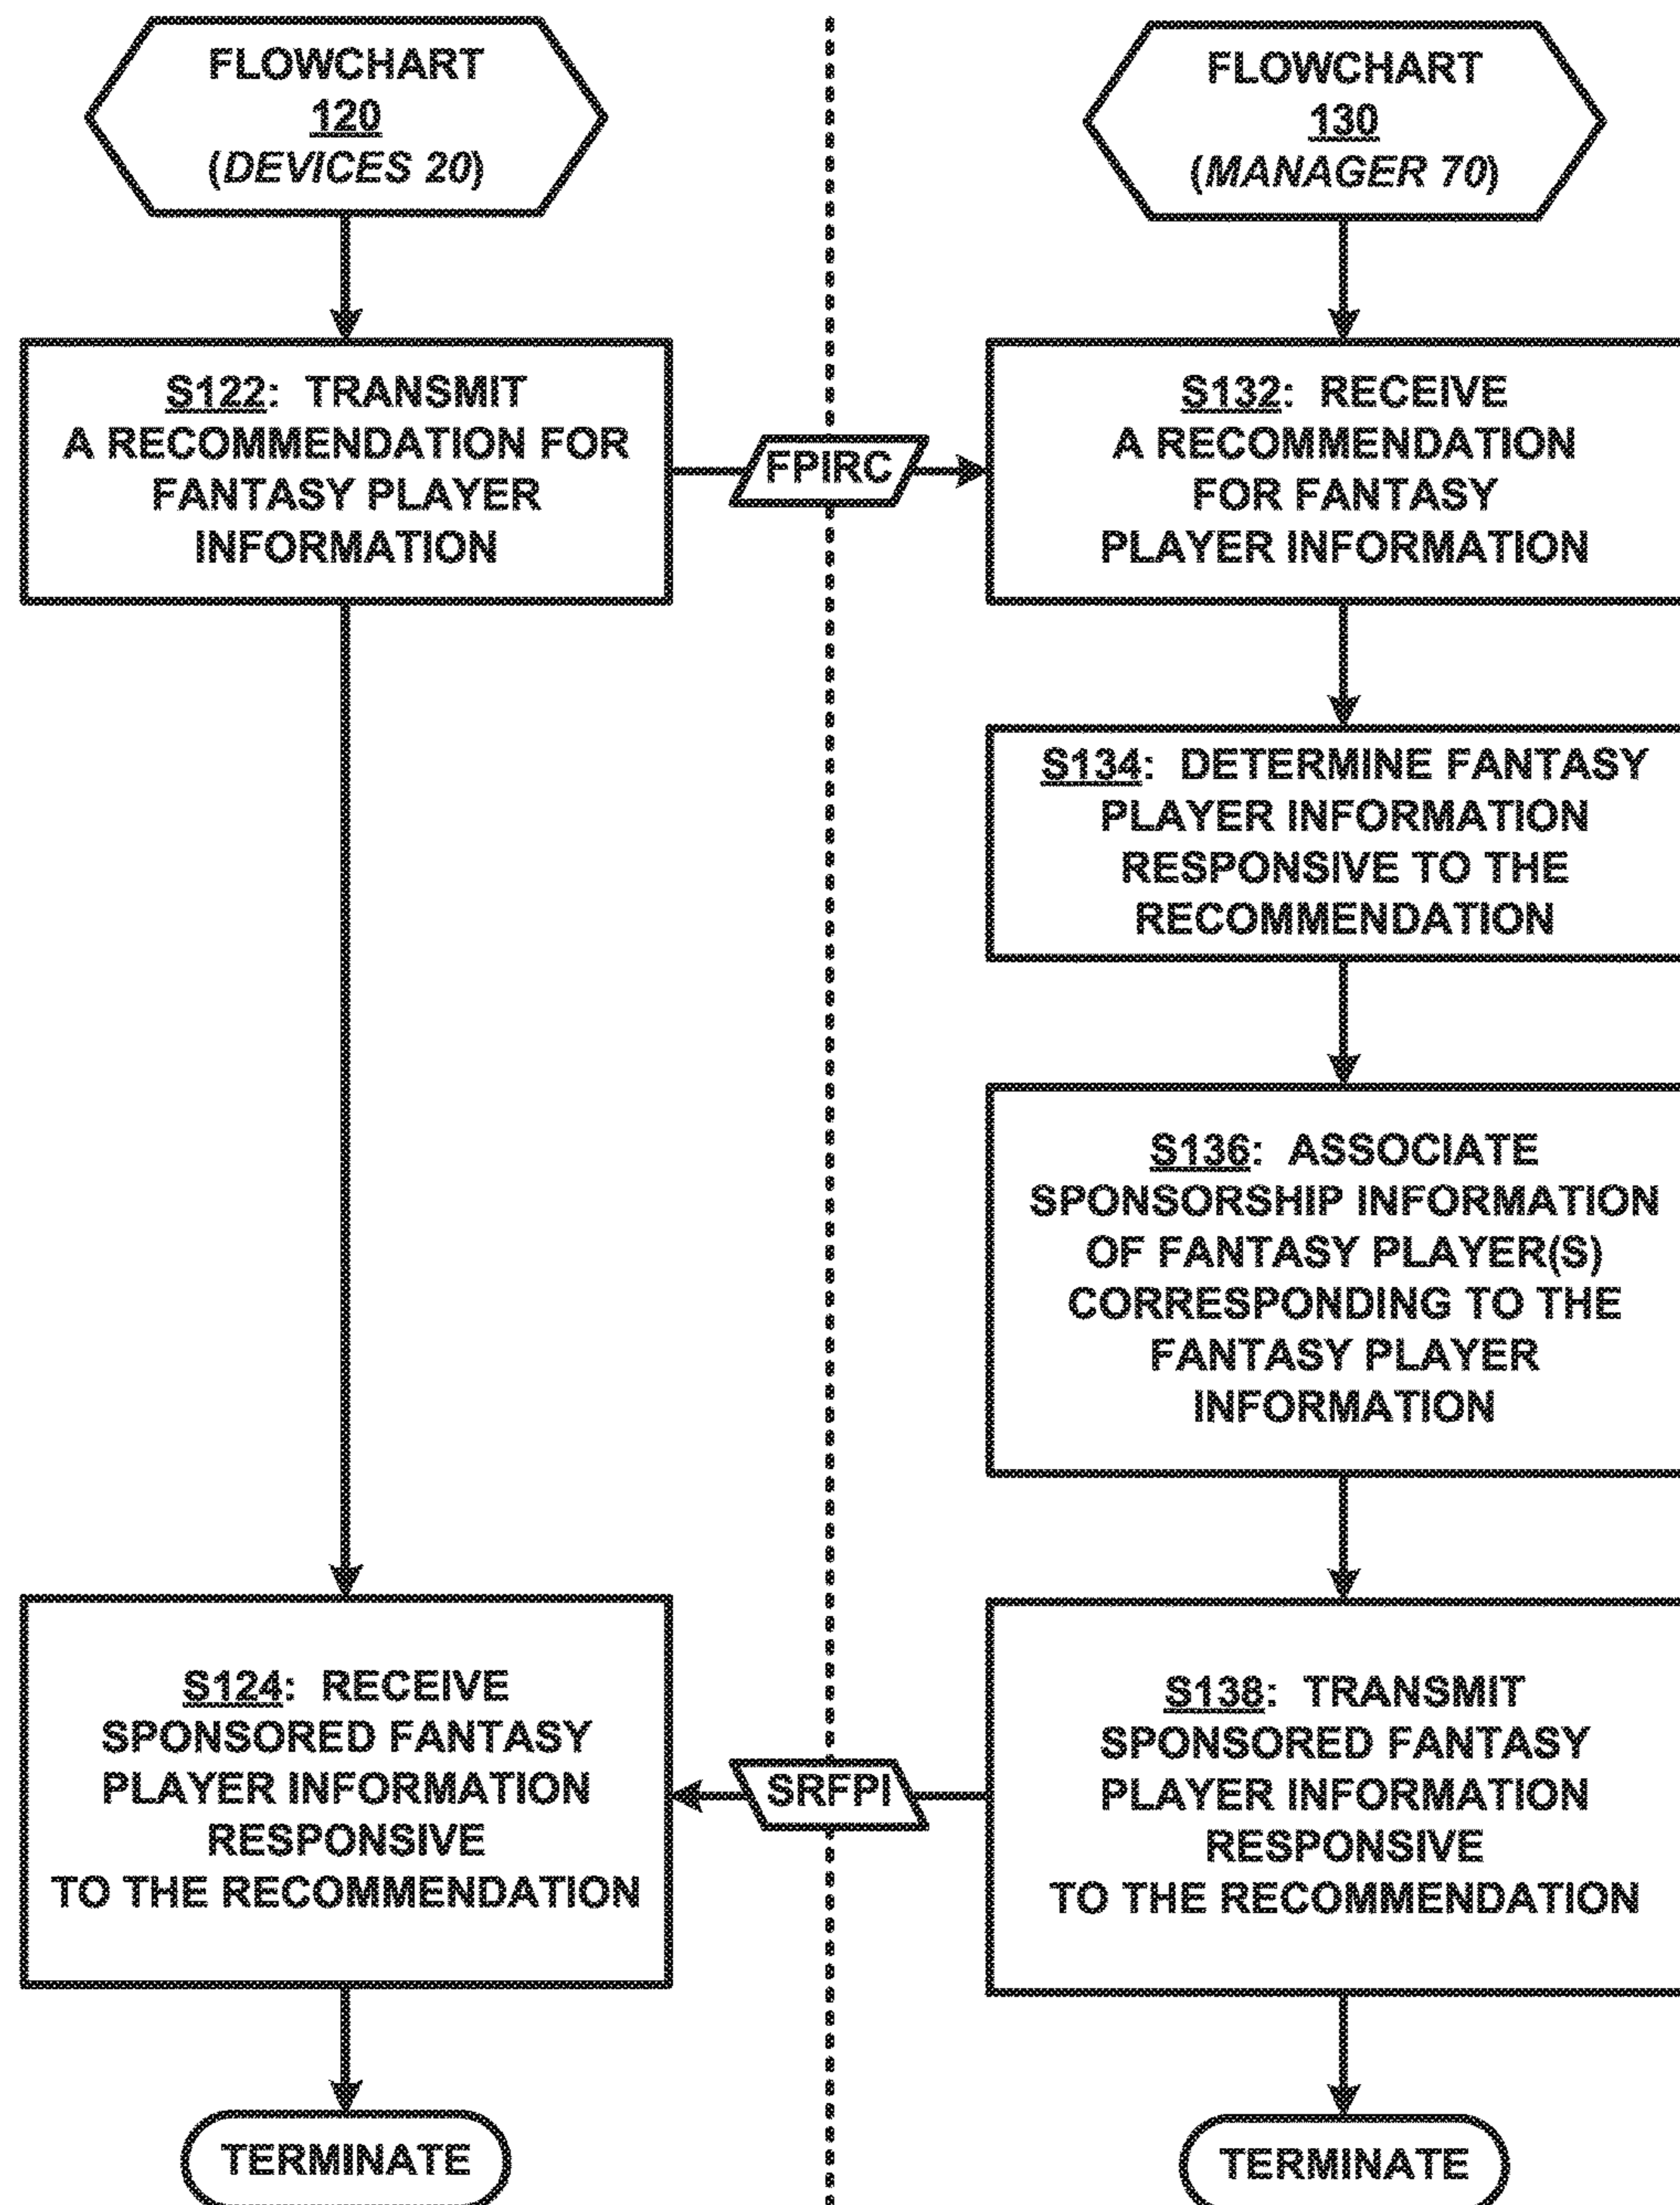 FLOWCHART
120
(DEVICES 20)
S122: TRANSMIT
A RECOMMENDATION FOR
FANTASY PLAYER
INFORMATION
FPIRC
S124: RECEIVE
SPONSORED FANTASY
PLAYER INFORMATION
RESPONSIVE
TO THE RECOMMENDATION
TERMINATE
FLOWCHART
130
(MANAGER 70)
S132: RECEIVE
A RECOMMENDATION
FOR FANTASY
PLAYER INFORMATION
S134: DETERMINE FANTASY
PLAYER INFORMATION
RESPONSIVE TO THE
RECOMMENDATION
S136: ASSOCIATE
SPONSORSHIP INFORMATION
OF FANTASY PLAYER(S)
CORRESPONDING TO THE
FANTASY PLAYER
INFORMATION
S138: TRANSMIT
SPONSORED FANTASY
PLAYER INFORMATION
RESPONSIVE
TO THE RECOMMENDATION
SRFPI
TERMINATE